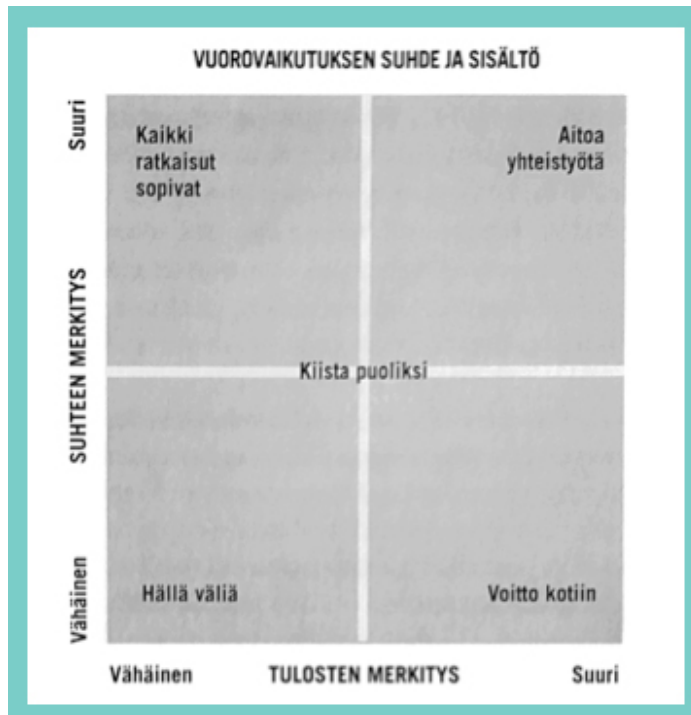 VUOROVAIKUTUKSEN SUHDE JA SISÄLTÖ
Suuri
Kaikki
ratkaisut
sopivat
Aitoa
yhteistyötä
SUHTEEN MERKITYS
Kiista puoliksi
Vähäinen
Hällä väliä
Voitto kotiin
Vähäinen
TULOSTEN MERKITYS
Suuri